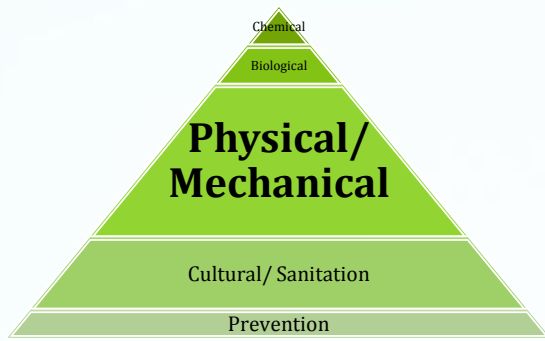 Chemical
Biological
Physical/
Mechanical
Cultural/ Sanitation
Prevention